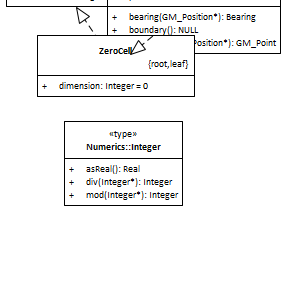 + bearing(GM_Position*): Bearing
+ boundary(): NULL
Position*): GM_Point
ZeroCell
{root,leaf}
+ dimension: Integer = 0
«type»
Numerics::Integer
+ asReal(): Real
+ div(Integer*): Integer
+ mod(Integer*): Integer